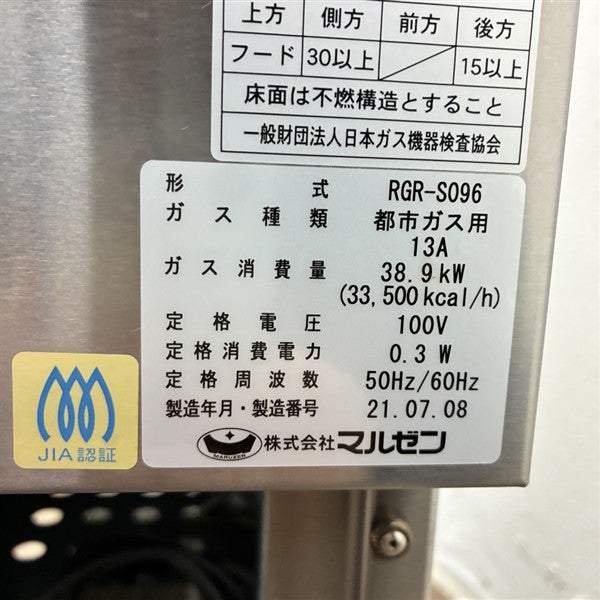 上方 側方 前方 後方
フード 30以上 15以上
床面は不燃構造とすること
一般財団法人日本ガス機器検査協会
形式 RGR-S096
ガス種類 都市ガス用
13A
ガス消費量 38.9kW
(33,500kcal/h)
定格電圧 100V
定格消費電力 0.3 W
定格周波数 50Hz/60Hz
製造年月・製造番号 21.07.08
MARUZEN 株式会社マルゼン
JIA認証